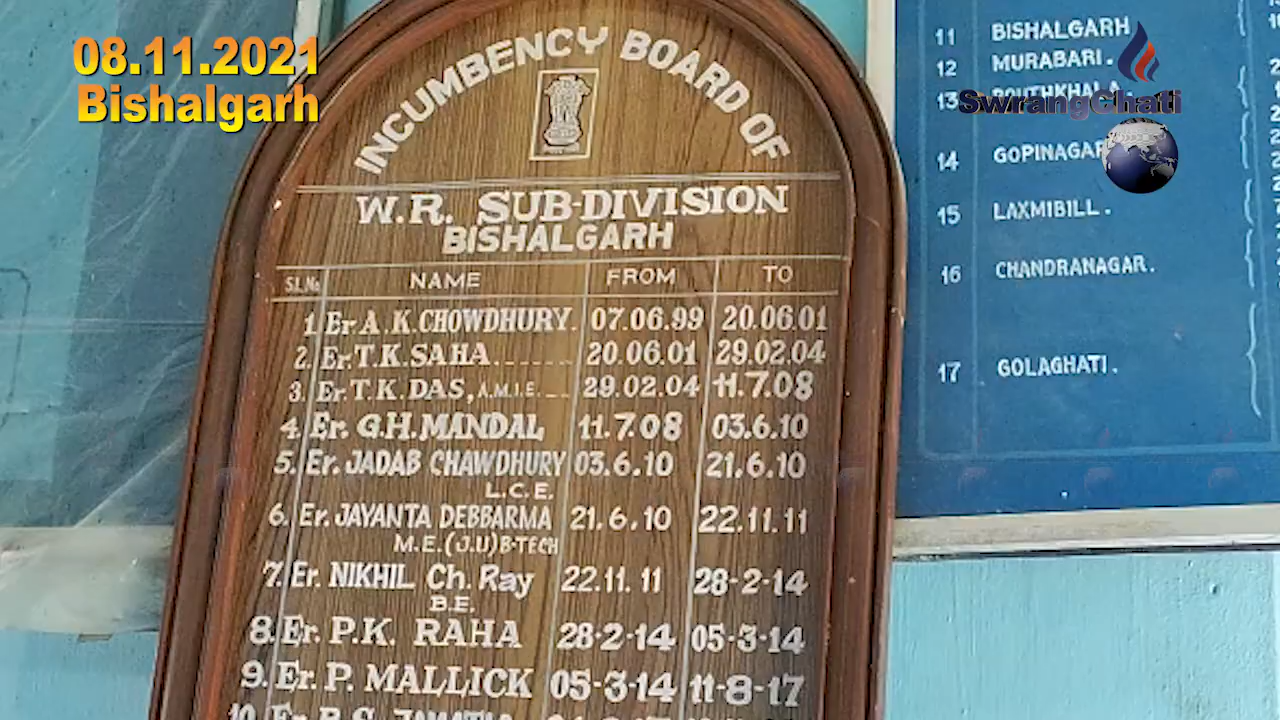 08.11.2021
Bishalgarh
SwrangChati
INCUMBENCY BOARD OF
W.R. SUB-DIVISION
BISHALGARH
SL.No NAME FROM TO
1. Er. A.K. CHOWDHURY. 07.06.99 20.06.01
2. Er. T.K. SAHA 20.06.01 29.02.04
3. Er. T.K. DAS, A.M.I.E. 29.02.04 11.7.08
4. Er. G.H. MANDAL 11.7.08 03.6.10
5. Er. JADAB CHAWDHURY 03.6.10 21.6.10
L.C.E.
6. Er. JAYANTA DEBBARMA 21.6.10 22.11.11
M.E.(J.U)B-TECH
7. Er. NIKHIL Ch. Ray 22.11.11 28-2-14
B.E.
8. Er. P.K. RAHA 28-2-14 05-3-14
9. Er. P. MALLICK 05-3-14 11-8-17
10. Er.
11 BISHALGARH
12 MURABARI.
13
14
15 LAXMIBILL.
16 CHANDRANAGAR.
17 GOLAGHATI.